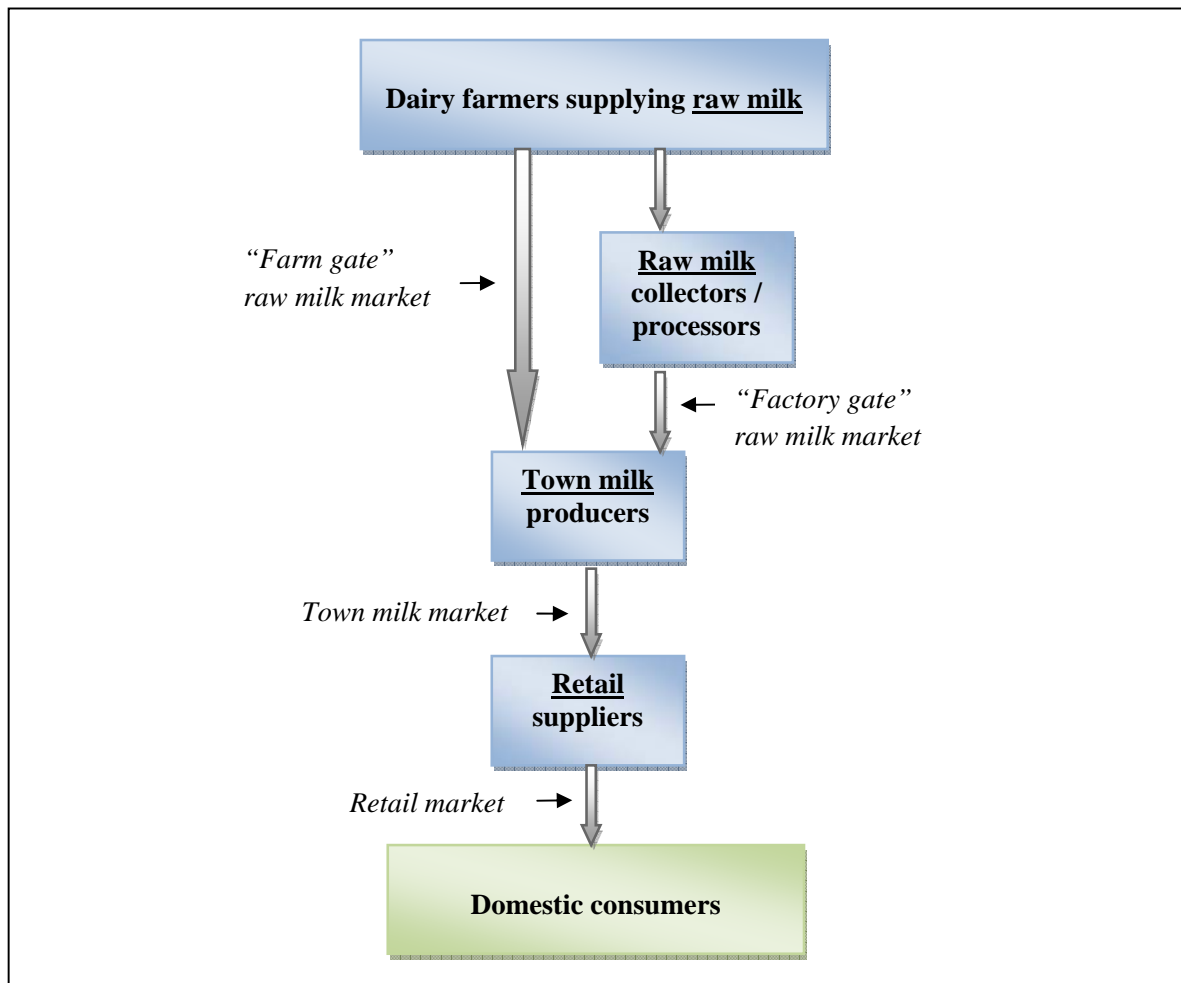 Dairy farmers supplying raw milk
“Farm gate”
raw milk market
Raw milk
collectors /
processors
“Factory gate”
raw milk market
Town milk
producers
Town milk market
Retail
suppliers
Retail market
Domestic consumers